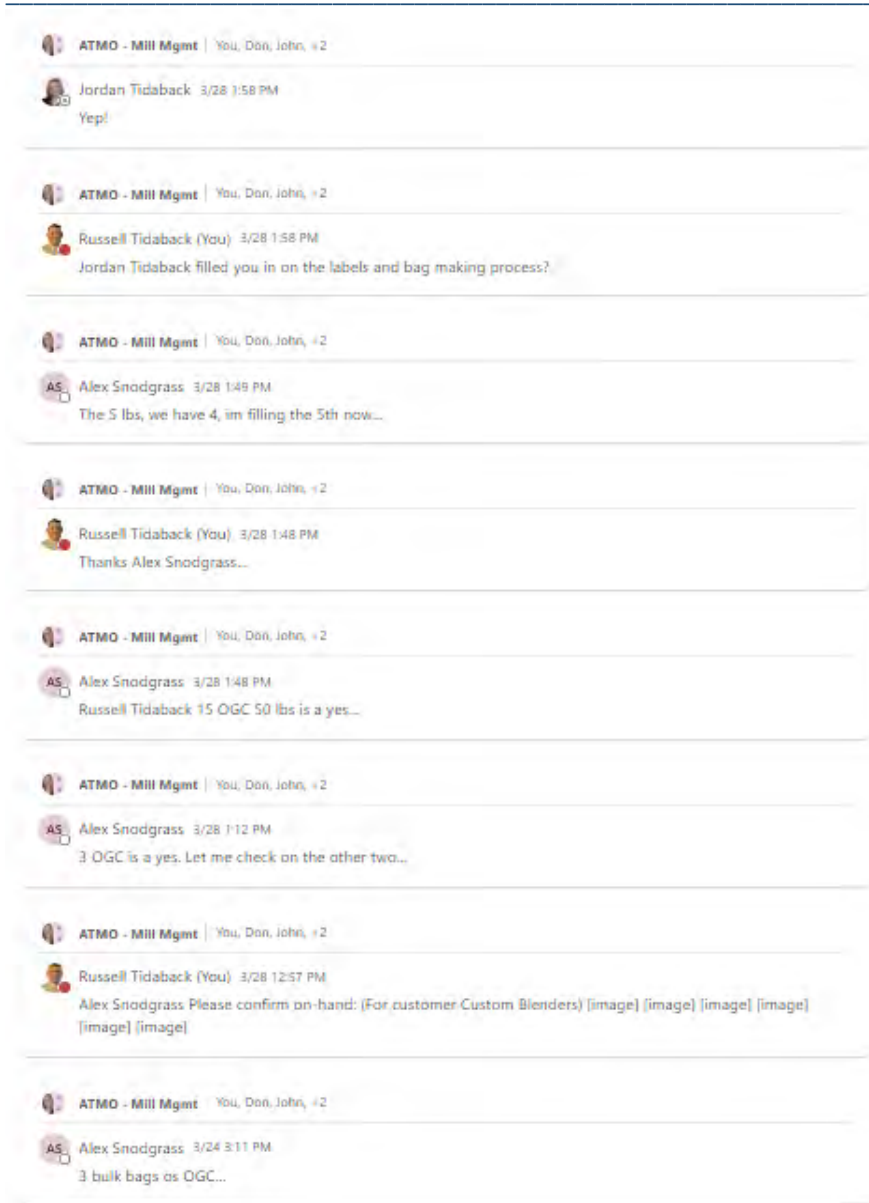 ATMO - Mill Mgmt | You, Don, John, +2
Jordan Tidaback 3/28 1:58 PM
Yep!
ATMO - Mill Mgmt | You, Don, John, +2
Russell Tidaback (You) 3/28 1:58 PM
Jordan Tidaback filled you in on the labels and bag making process?
ATMO - Mill Mgmt | You, Don, John, +2
AS Alex Snodgrass 3/28 1:49 PM
The 5 lbs, we have 4, im filling the 5th now...
ATMO - Mill Mgmt | You, Don, John, +2
Russell Tidaback (You) 3/28 1:48 PM
Thanks Alex Snodgrass...
ATMO - Mill Mgmt | You, Don, John, +2
AS Alex Snodgrass 3/28 1:48 PM
Russell Tidaback 15 OGC 50 lbs is a yes...
ATMO - Mill Mgmt | You, Don, John, +2
AS Alex Snodgrass 3/28 1:12 PM
3 OGC is a yes. Let me check on the other two...
ATMO - Mill Mgmt | You, Don, John, +2
Russell Tidaback (You) 3/28 12:57 PM
Alex Snodgrass Please confirm on-hand: (For customer Custom Blenders) [image] [image] [image] [image]
[image] [image]
ATMO - Mill Mgmt You, Don, John, +2
AS Alex Snodgrass 3/24 3:11 PM
3 bulk bags os OGC...